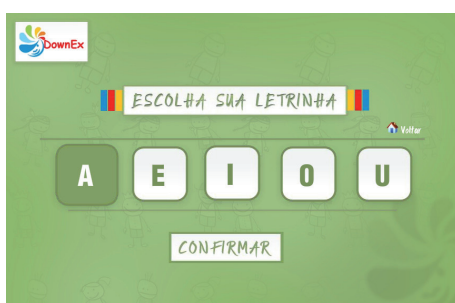 DownEx
ESCOLHA SUA LETRINHA
Voltar
A E I O U
CONFIRMAR